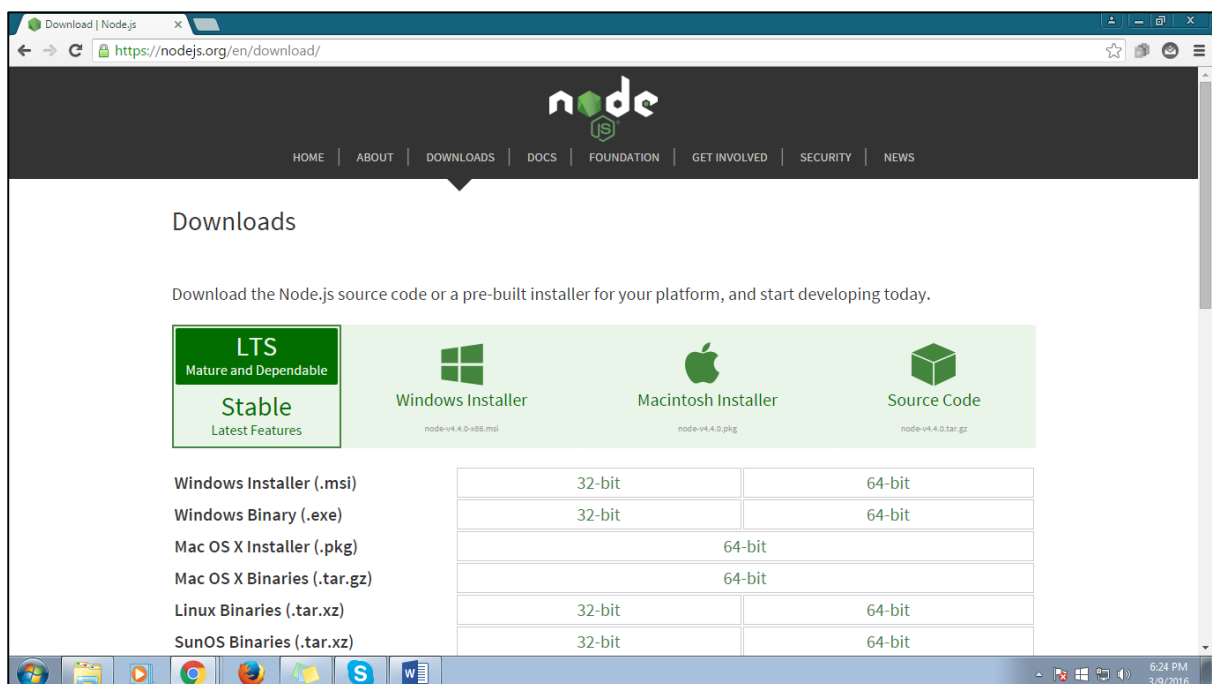 Download | Node.js
https://nodejs.org/en/download/
node
JS
HOME | ABOUT | DOWNLOADS | DOCS | FOUNDATION | GET INVOLVED | SECURITY | NEWS
Downloads
Download the Node.js source code or a pre-built installer for your platform, and start developing today.
LTS
Mature and Dependable
Stable
Latest Features
Windows Installer
node-v4.4.0-x86.msi
Macintosh Installer
node-v4.4.0.pkg
Source Code
node-v4.4.0.tar.gz
Windows Installer (.msi) 32-bit 64-bit
Windows Binary (.exe) 32-bit 64-bit
Mac OS X Installer (.pkg) 64-bit
Mac OS X Binaries (.tar.gz) 64-bit
Linux Binaries (.tar.xz) 32-bit 64-bit
SunOS Binaries (.tar.xz) 32-bit 64-bit
S
W
6:24 PM
3/9/2016